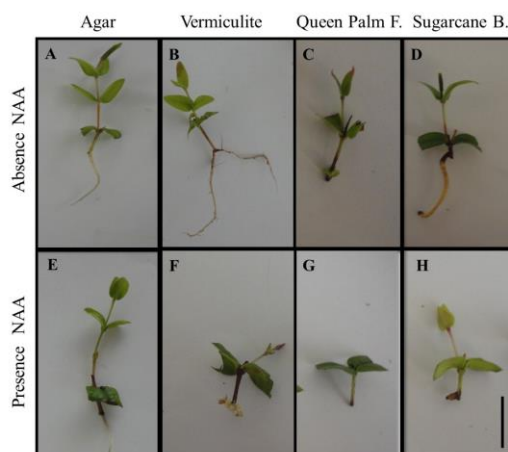 Agar Vermiculite Queen Palm F. Sugarcane B.
Absence NAA
A B C D
Presence NAA
E F G H